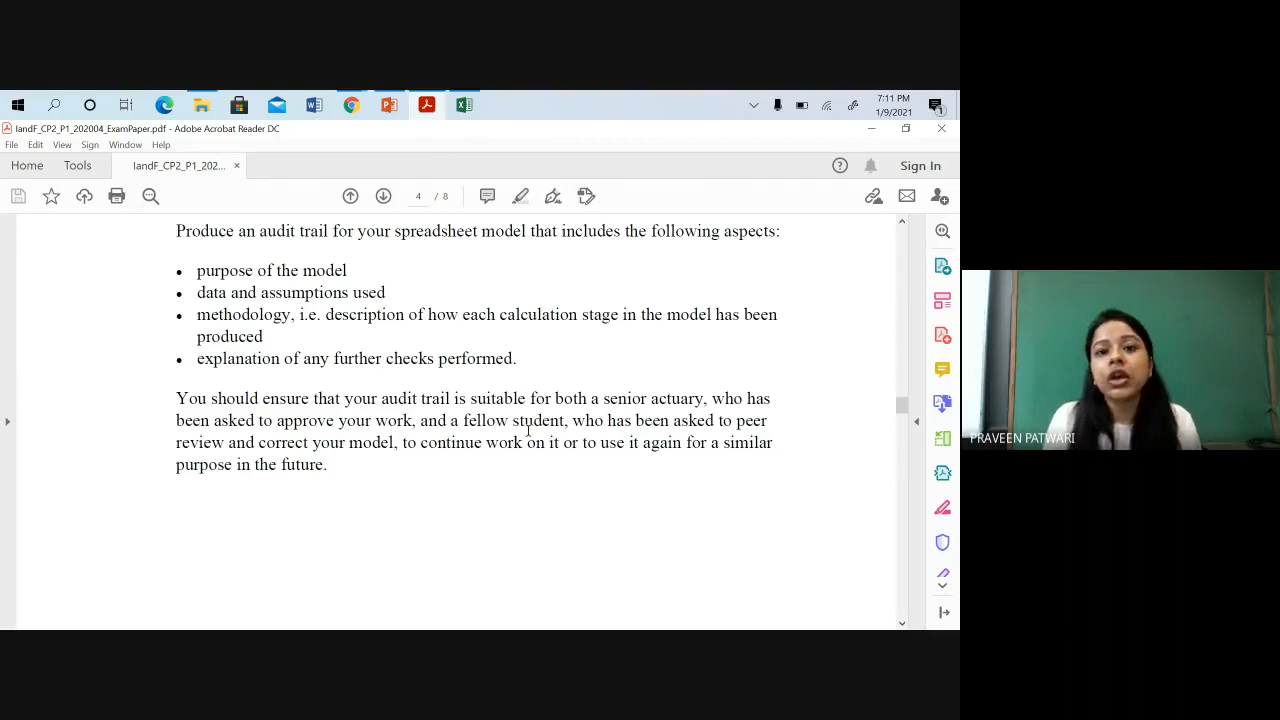 7:11 PM
1/9/2021
IandF_CP2_P1_202004_ExamPaper.pdf - Adobe Acrobat Reader DC
File Edit View Sign Window Help
Home Tools IandF_CP2_P1_202... × Sign In
4 / 8
Produce an audit trail for your spreadsheet model that includes the following aspects:
• purpose of the model
• data and assumptions used
• methodology, i.e. description of how each calculation stage in the model has been
produced
• explanation of any further checks performed.
You should ensure that your audit trail is suitable for both a senior actuary, who has
been asked to approve your work, and a fellow student, who has been asked to peer
review and correct your model, to continue work on it or to use it again for a similar
purpose in the future.
PRAVEEN PATWARI